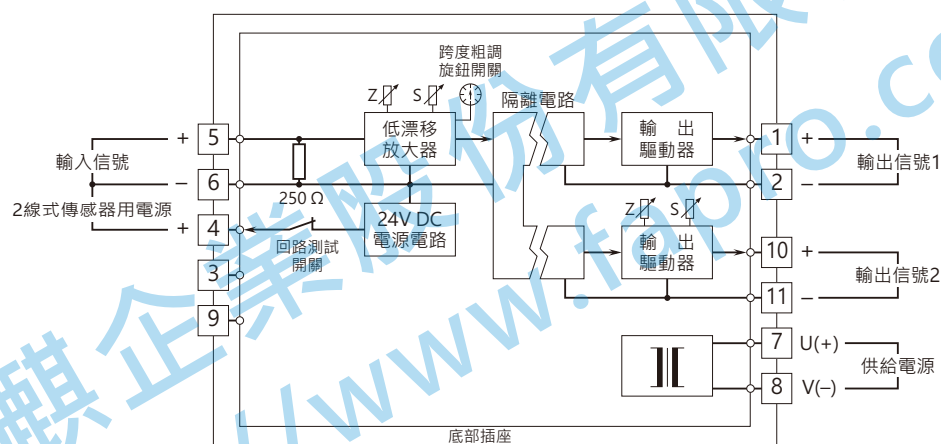 跨度粗調
旋鈕開關
Z
S
隔離電路
低漂移
放大器
輸出
驅動器
5
+
輸入信號
6
−
250 Ω
2線式傳感器用電源
4
+
24V DC
電源電路
回路測試
開關
3
9
1
+
輸出信號1
2
−
Z
S
輸出
驅動器
10
+
輸出信號2
11
−
7
U(+)
供給電源
8
V(−)
底部插座
麒企業股份有限
//www.fapro.co